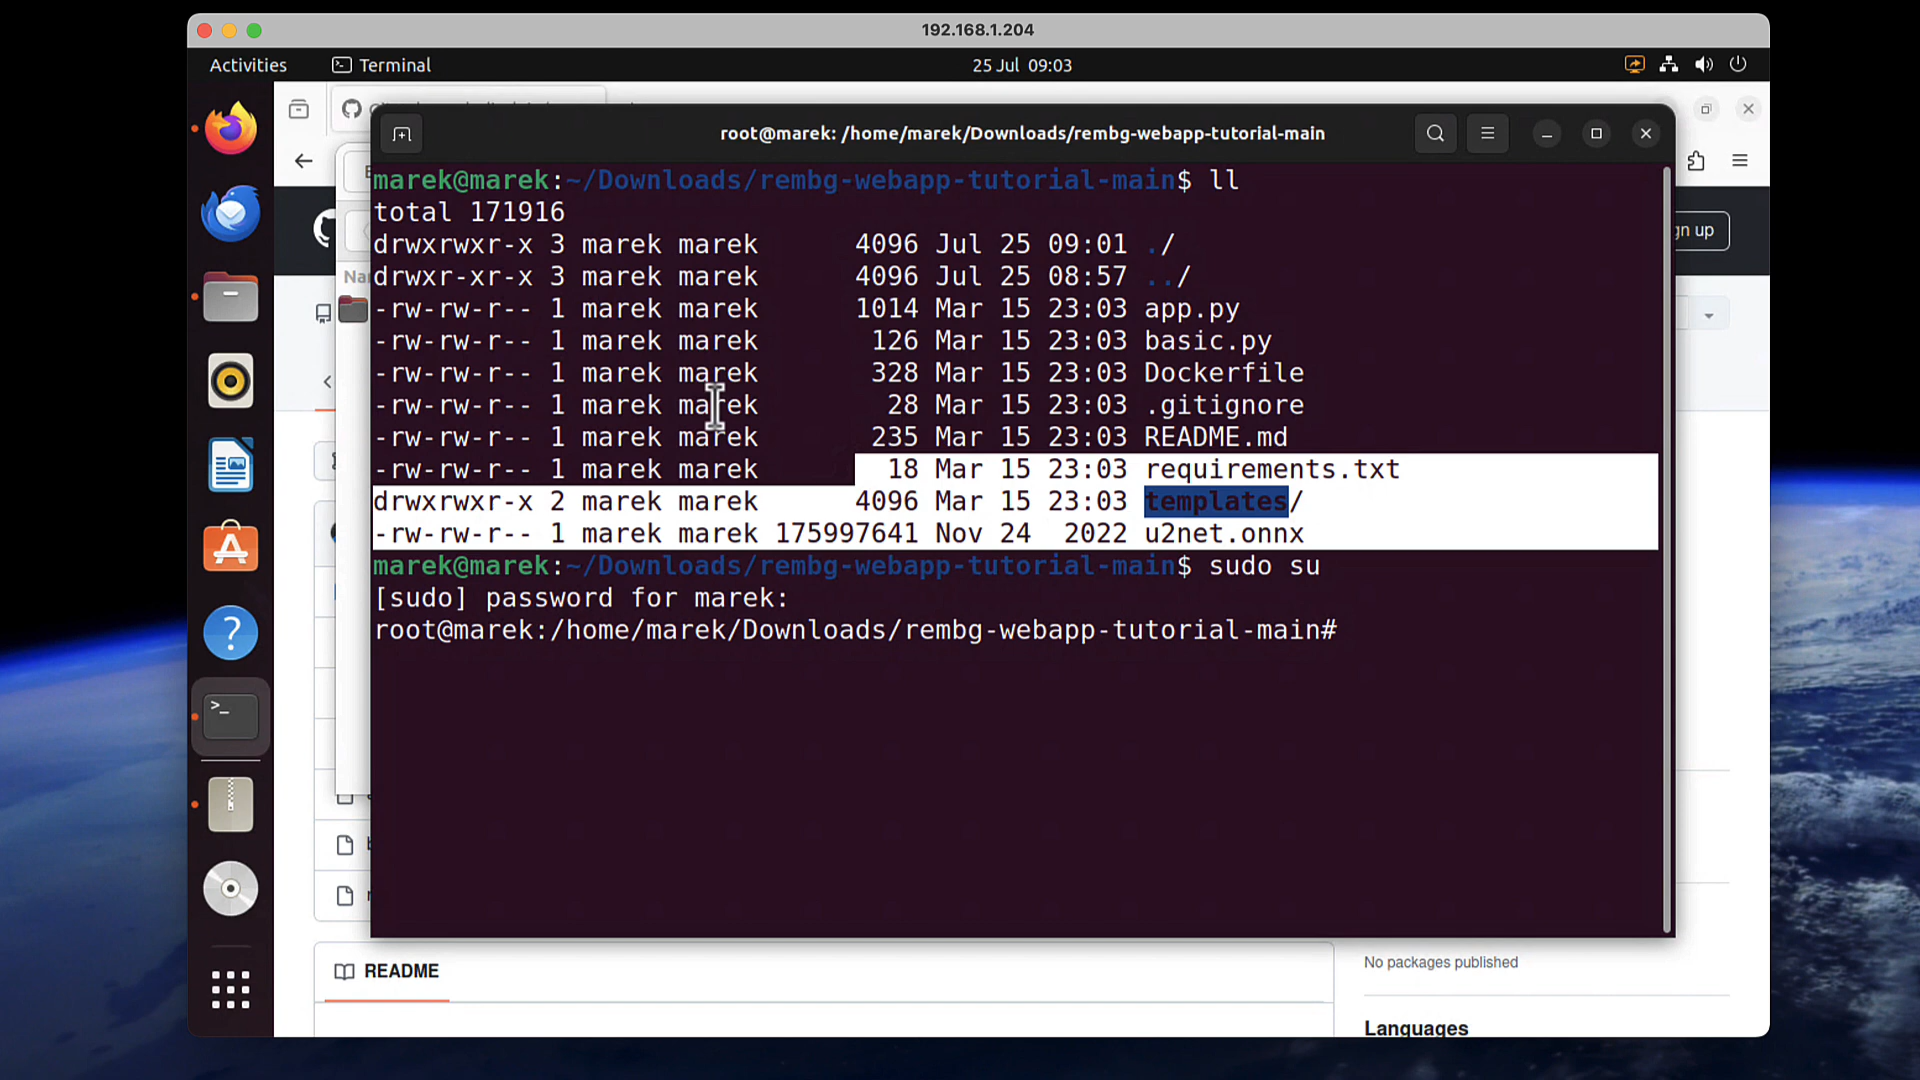 192.168.1.204
Activities
Terminal
25 Jul 09:03
root@marek: /home/marek/Downloads/rembg-webapp-tutorial-main
marek@marek:~/Downloads/rembg-webapp-tutorial-main$ ll
total 171916
drwxrwxr-x 3 marek marek      4096 Jul 25 09:01 ./
drwxr-xr-x 3 marek marek      4096 Jul 25 08:57 ../
-rw-rw-r-- 1 marek marek      1014 Mar 15 23:03 app.py
-rw-rw-r-- 1 marek marek       126 Mar 15 23:03 basic.py
-rw-rw-r-- 1 marek marek       328 Mar 15 23:03 Dockerfile
-rw-rw-r-- 1 marek marek        28 Mar 15 23:03 .gitignore
-rw-rw-r-- 1 marek marek       235 Mar 15 23:03 README.md
-rw-rw-r-- 1 marek marek        18 Mar 15 23:03 requirements.txt
drwxrwxr-x 2 marek marek      4096 Mar 15 23:03 templates/
-rw-rw-r-- 1 marek marek 175997641 Nov 24  2022 u2net.onnx
marek@marek:~/Downloads/rembg-webapp-tutorial-main$ sudo su
[sudo] password for marek:
root@marek:/home/marek/Downloads/rembg-webapp-tutorial-main#
up
README
No packages published
Languages